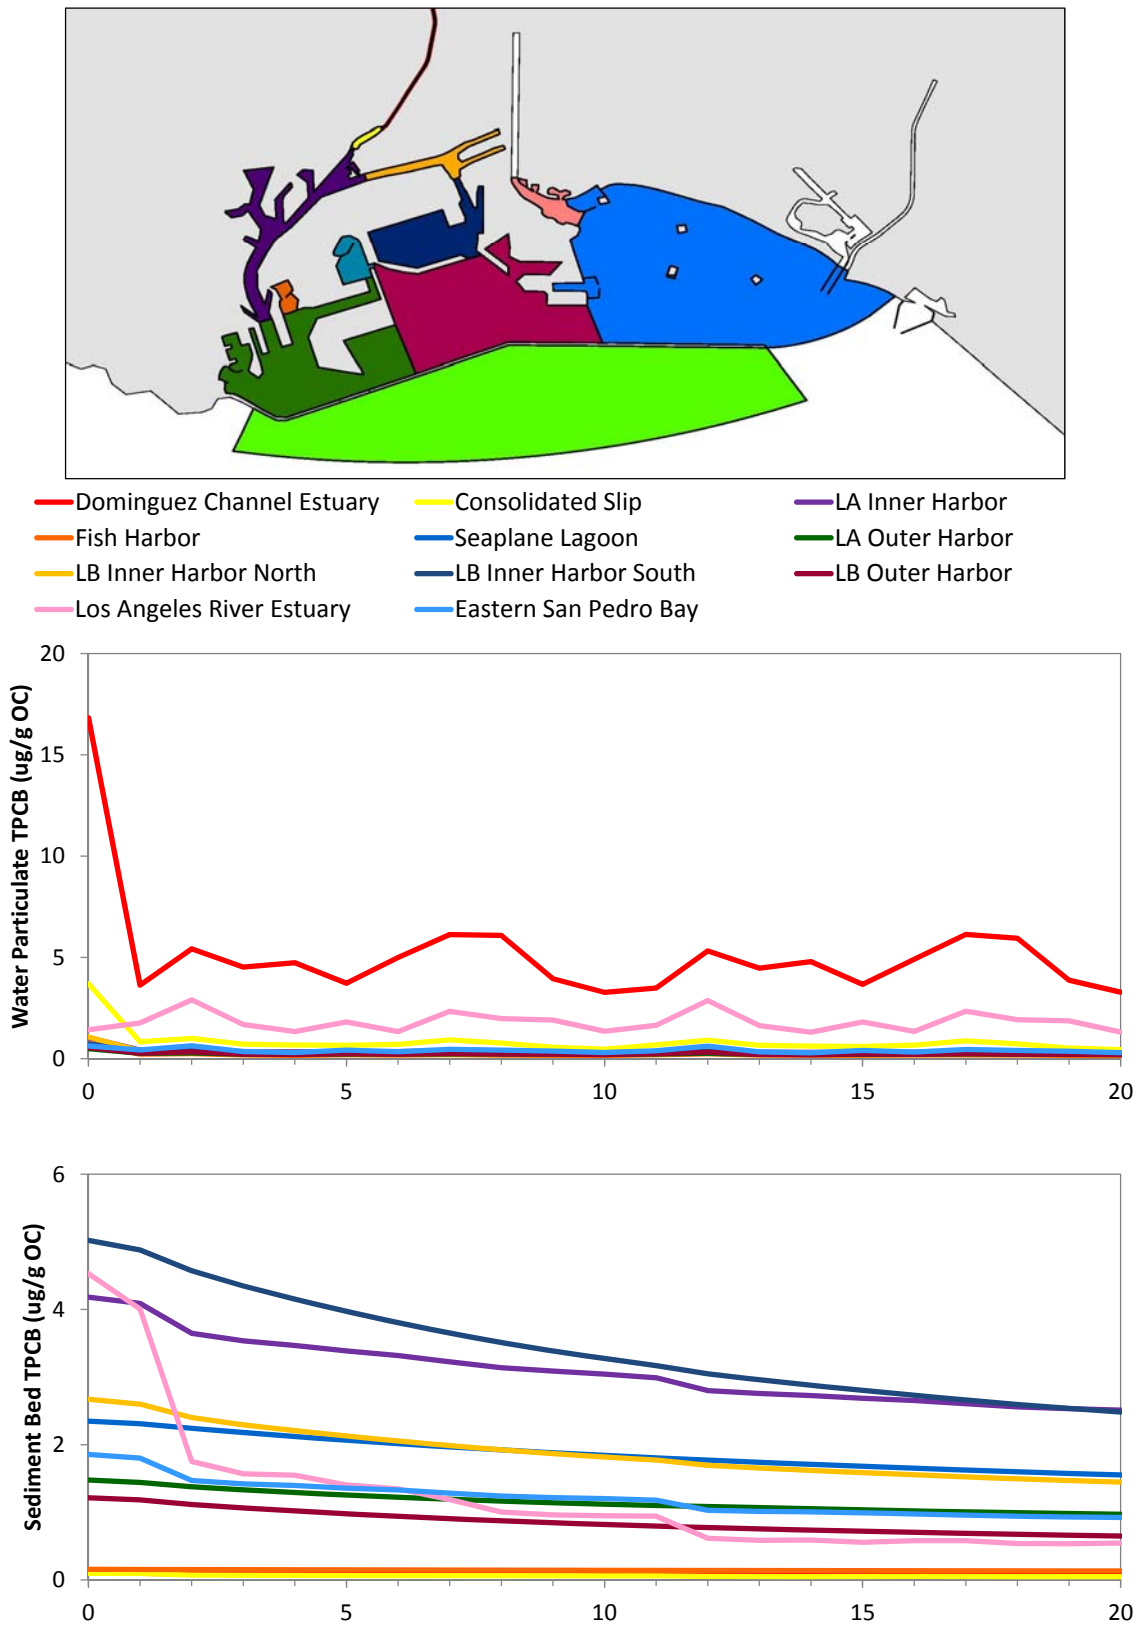 Dominguez Channel Estuary Consolidated Slip LA Inner Harbor
Fish Harbor Seaplane Lagoon LA Outer Harbor
LB Inner Harbor North LB Inner Harbor South LB Outer Harbor
Los Angeles River Estuary Eastern San Pedro Bay
Water Particulate TPCB (ug/g OC)
20
15
10
5
0
0 5 10 15 20
Sediment Bed TPCB (ug/g OC)
6
4
2
0
0 5 10 15 20